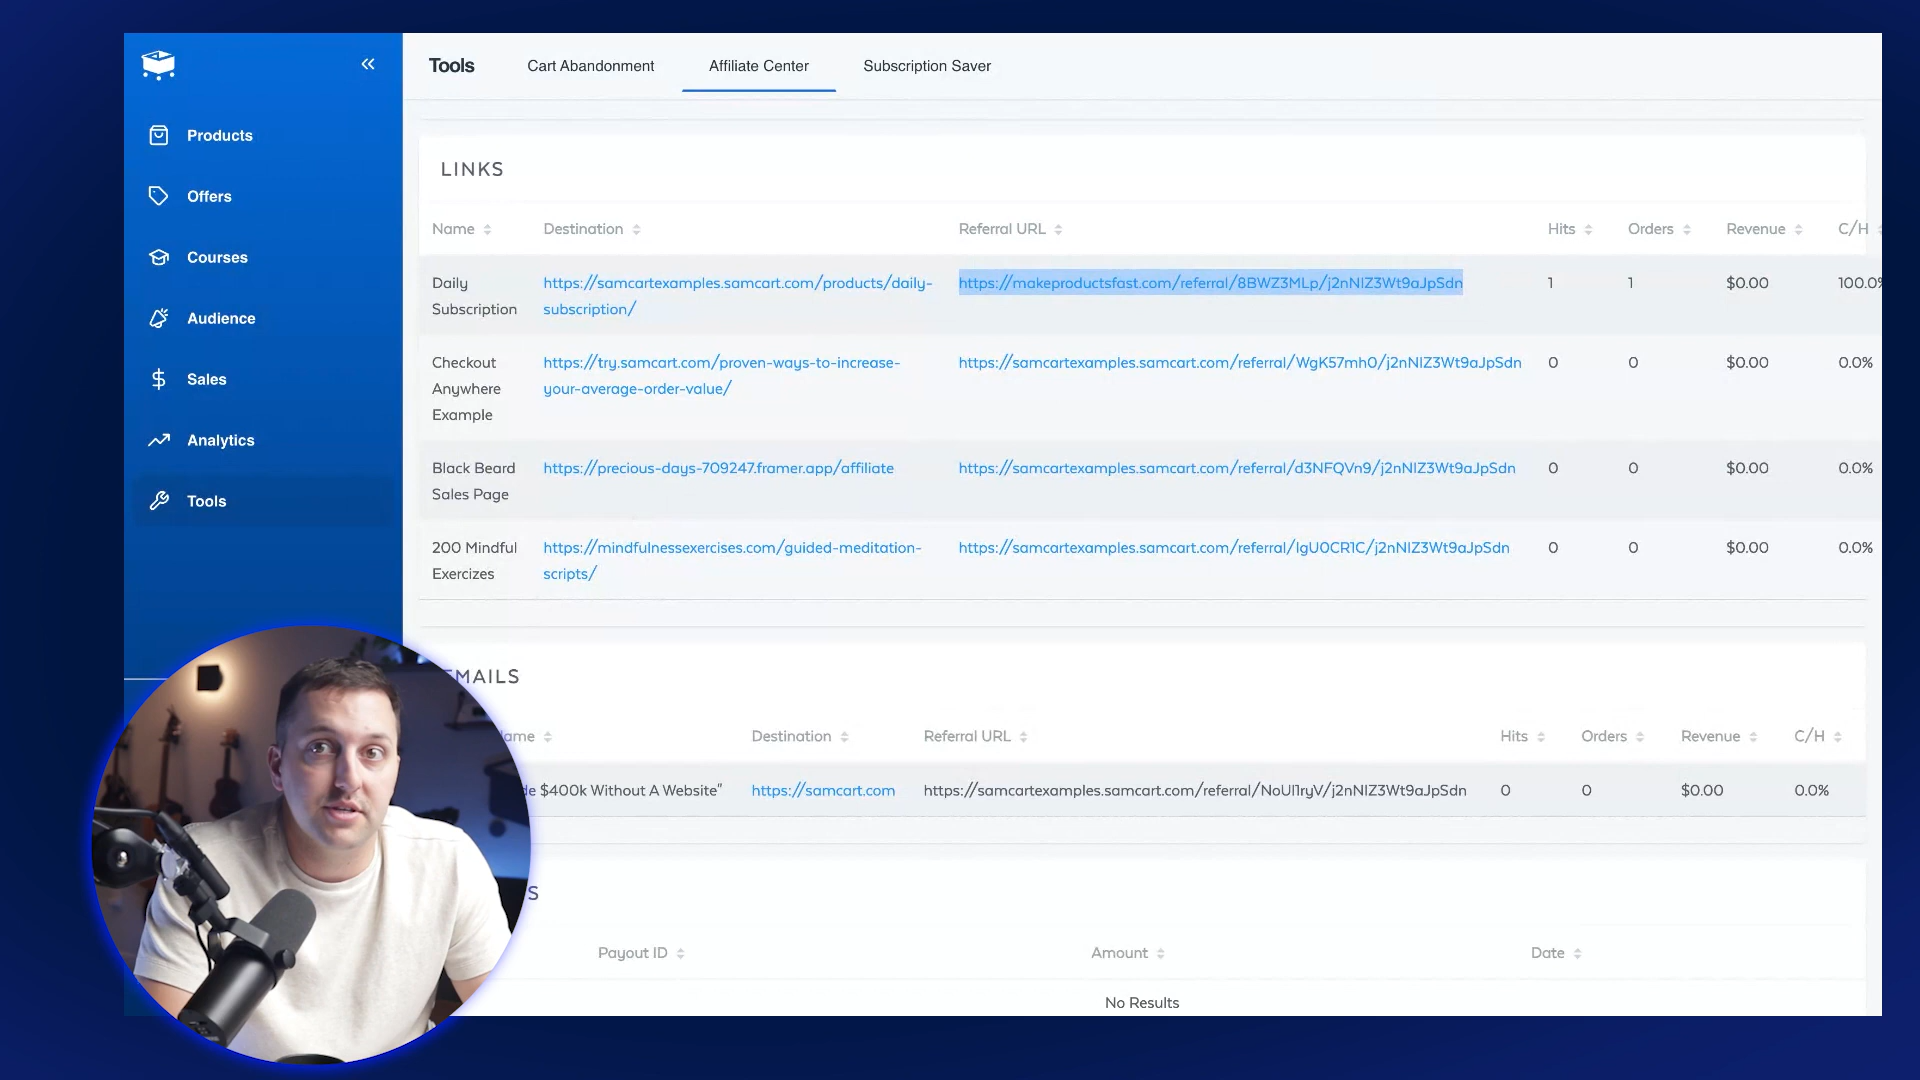 Tools
Cart Abandonment
Affiliate Center
Subscription Saver
Products
Offers
Courses
Audience
Sales
Analytics
Tools
LINKS
Name Destination Referral URL Hits Orders Revenue C/H
Daily https://samcartexamples.samcart.com/products/daily- https://makeproductsfast.com/referral/8BWZ3MLp/j2nNIZ3Wt9aJpSdn 1 1 $0.00 100.0%
Subscription subscription/
Checkout https://try.samcart.com/proven-ways-to-increase- https://samcartexamples.samcart.com/referral/WgK57mh0/j2nNIZ3Wt9aJpSdn 0 0 $0.00 0.0%
Anywhere your-average-order-value/
Example
Black Beard https://precious-days-709247.framer.app/affiliate https://samcartexamples.samcart.com/referral/d3NFQVn9/j2nNIZ3Wt9aJpSdn 0 0 $0.00 0.0%
Sales Page
200 Mindful https://mindfulnessexercises.com/guided-meditation- https://samcartexamples.samcart.com/referral/IgU0CR1C/j2nNIZ3Wt9aJpSdn 0 0 $0.00 0.0%
Exercizes scripts/
EMAILS
Name Destination Referral URL Hits Orders Revenue C/H
$400k Without A Website" https://samcart.com https://samcartexamples.samcart.com/referral/NoUl1ryV/j2nNIZ3Wt9aJpSdn 0 0 $0.00 0.0%
Payout ID Amount Date
No Results